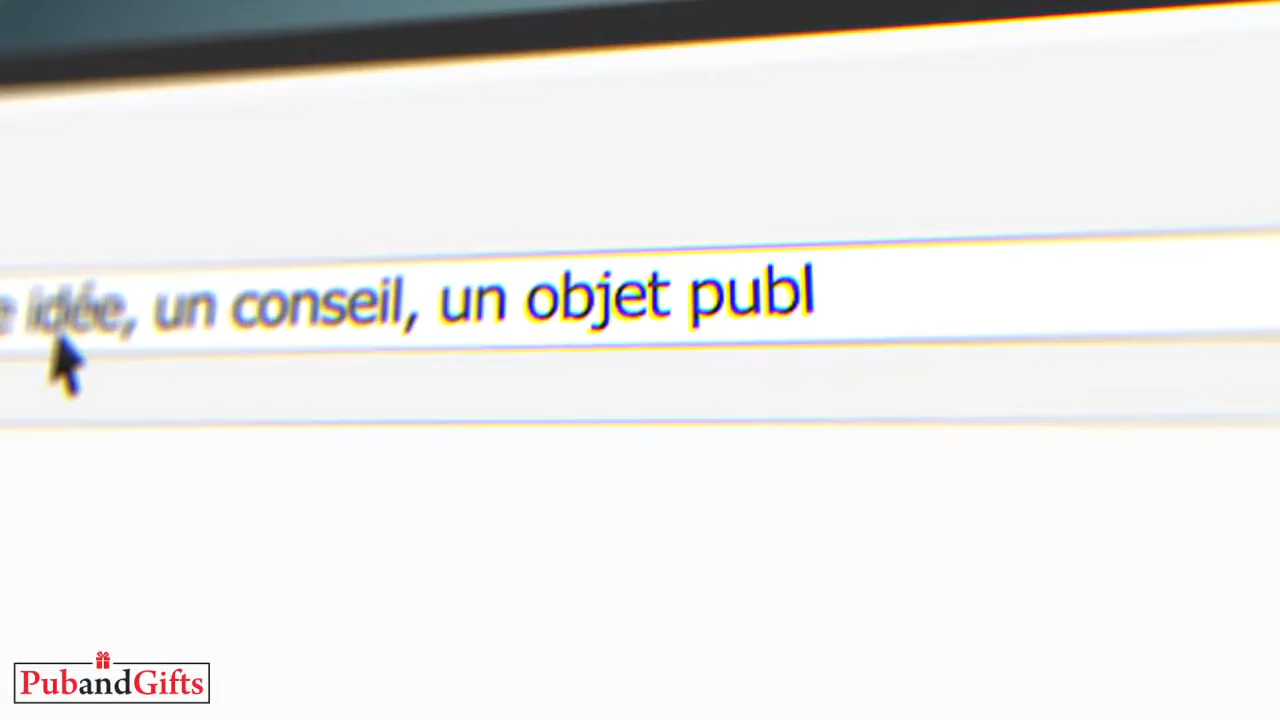 e idée, un conseil, un objet publ
PubandGifts